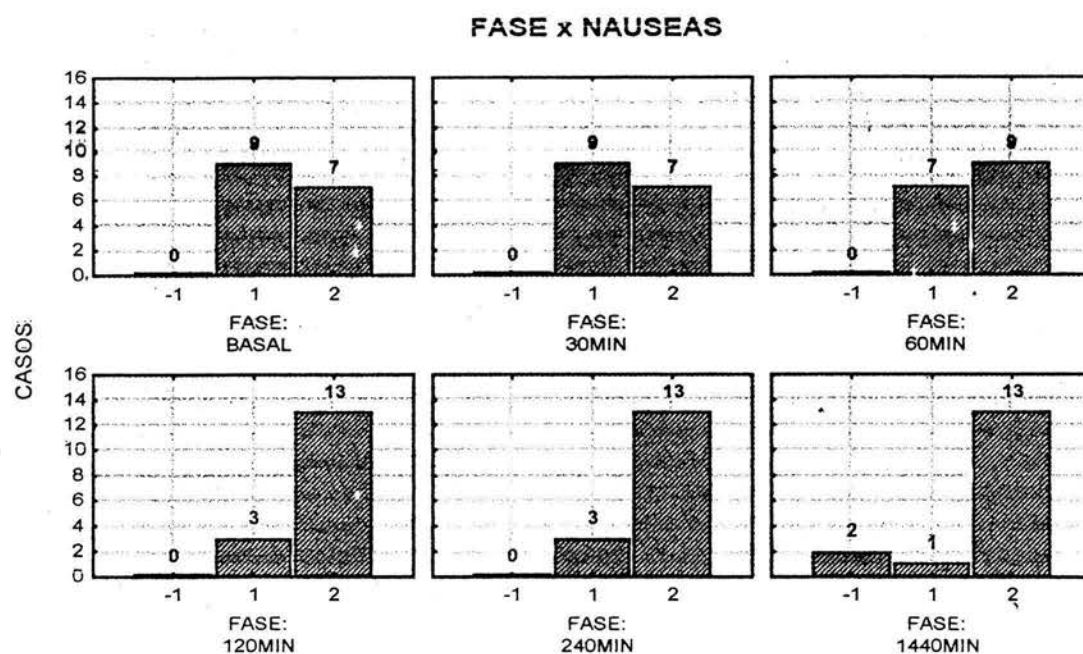 FASE x NAUSEAS
CASOS:
16
14
12
10
8
6
4
2
0
0
9
7
-1 1 2
FASE:
BASAL
0
9
7
-1 1 2
FASE:
30MIN
0
7
9
-1 1 2
FASE:
60MIN
16
14
12
10
8
6
4
2
0
0
3
13
-1 1 2
FASE:
120MIN
0
3
13
-1 1 2
FASE:
240MIN
2
1
13
-1 1 2
FASE:
1440MIN